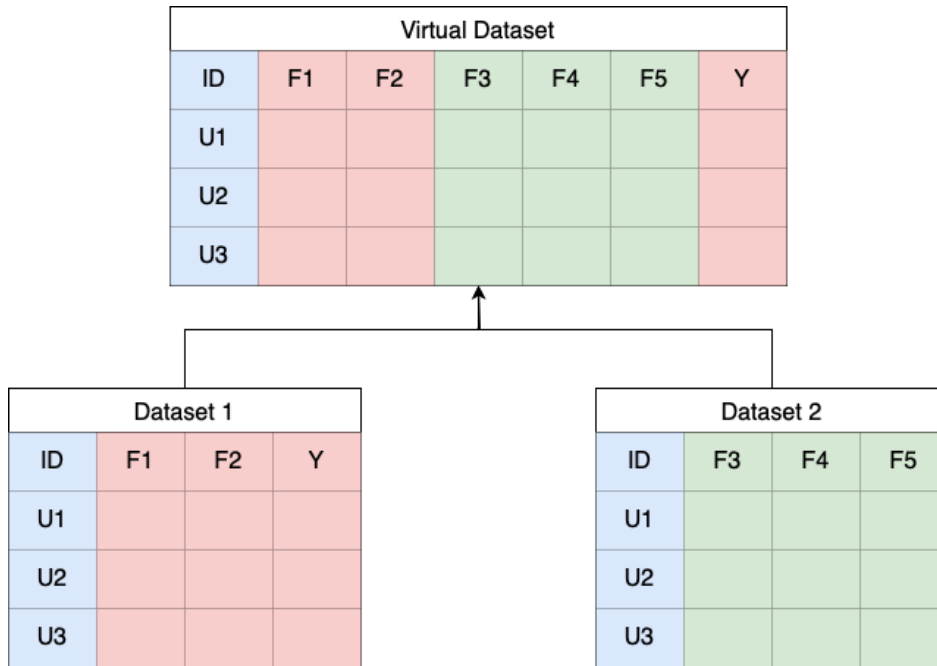 Virtual Dataset
ID F1 F2 F3 F4 F5 Y
U1
U2
U3
Dataset 1
ID F1 F2 Y
U1
U2
U3
Dataset 2
ID F3 F4 F5
U1
U2
U3